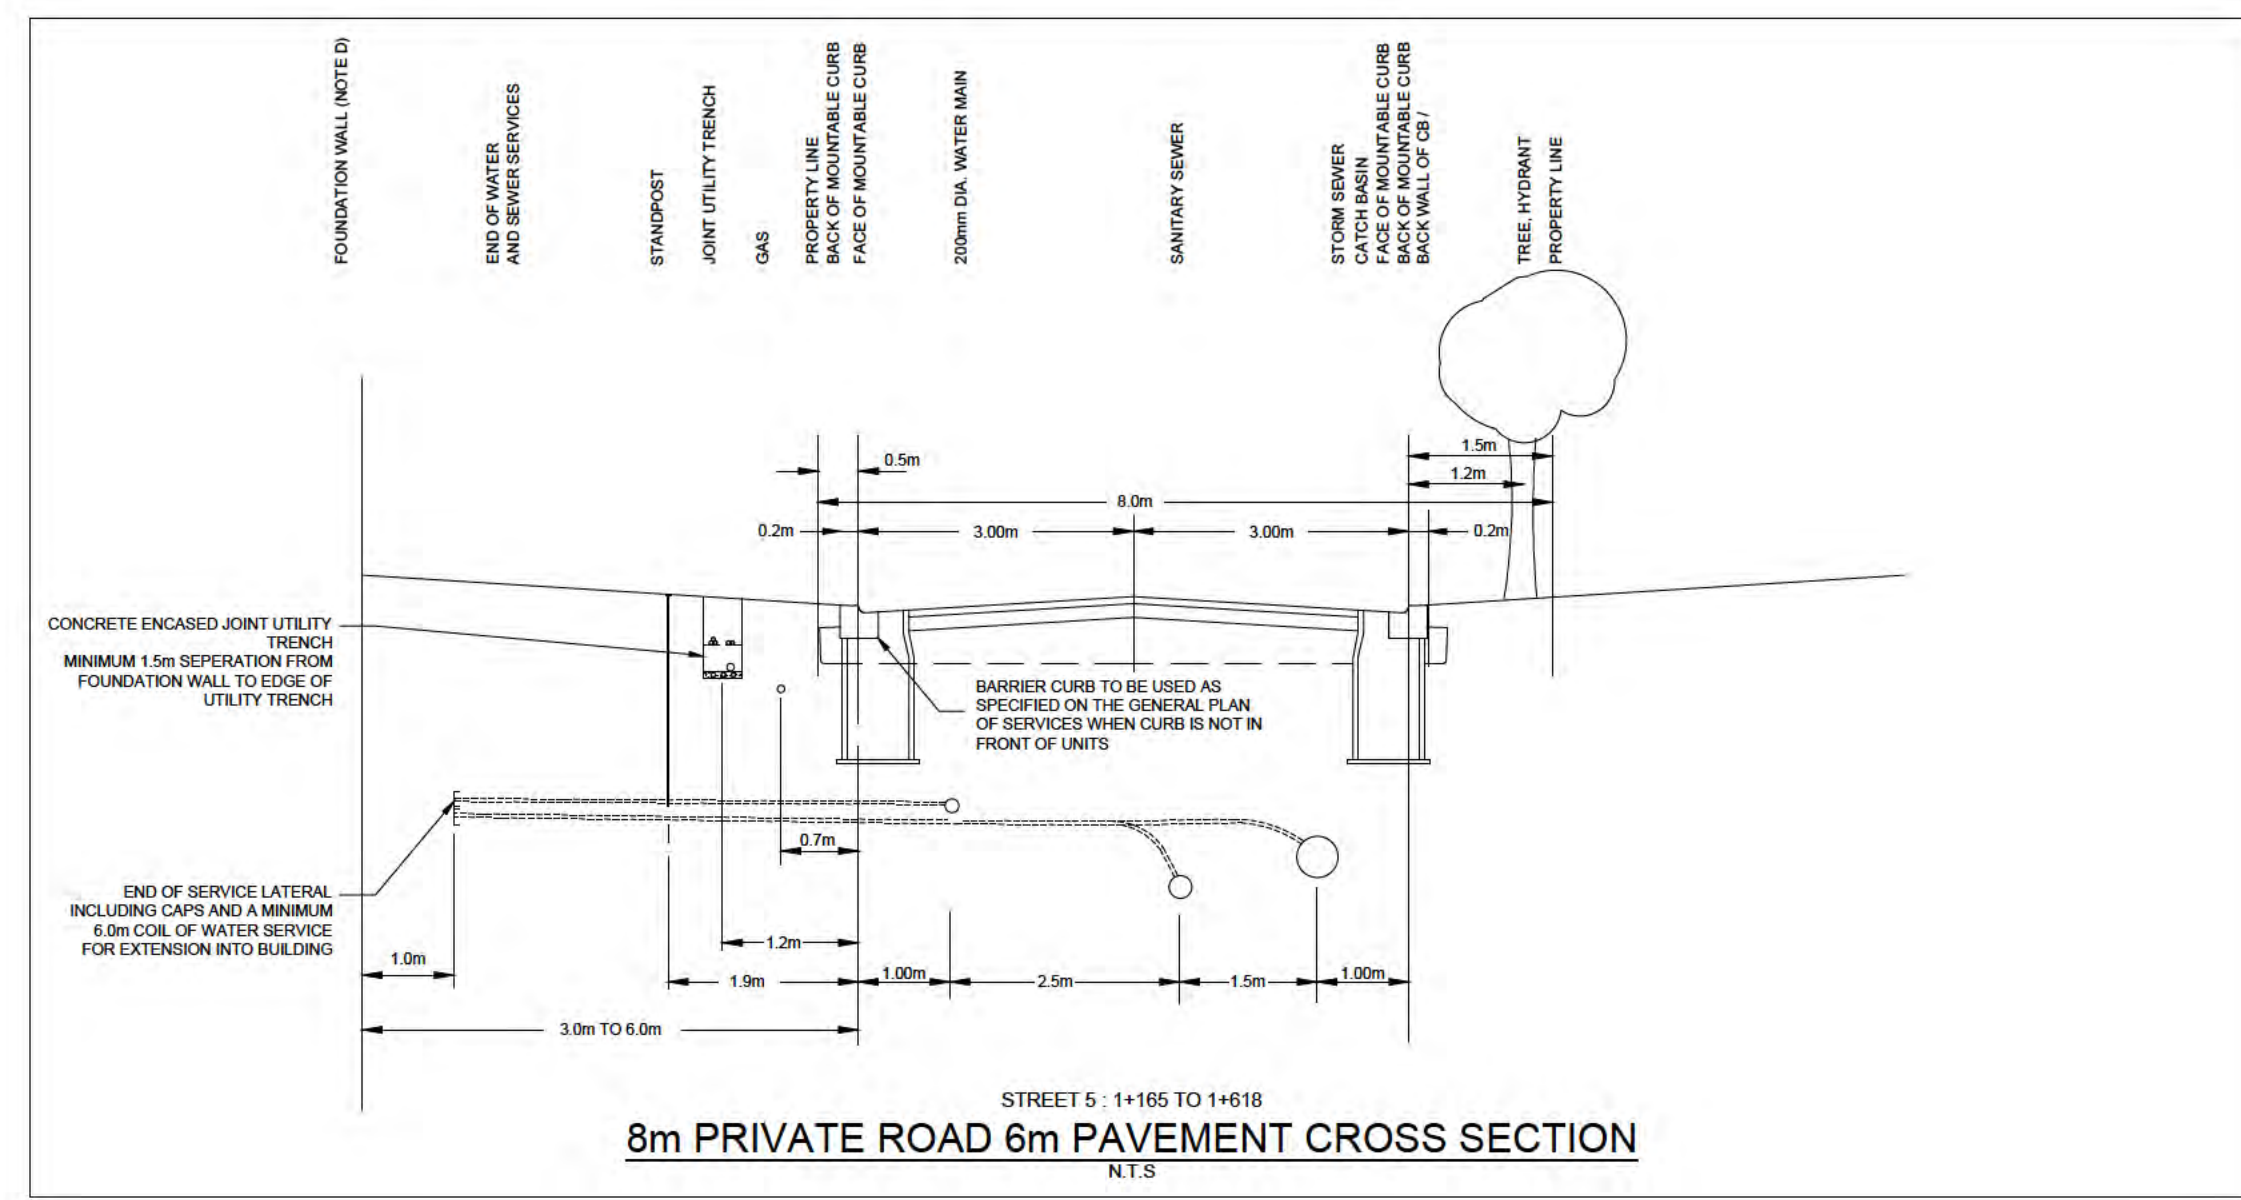 FOUNDATION WALL (NOTE D)
END OF WATER
AND SEWER SERVICES
STANDPOST
JOINT UTILITY TRENCH
GAS
PROPERTY LINE
BACK OF MOUNTABLE CURB
FACE OF MOUNTABLE CURB
200mm DIA. WATER MAIN
SANITARY SEWER
STORM SEWER
CATCH BASIN
FACE OF MOUNTABLE CURB
BACK OF MOUNTABLE CURB
BACK WALL OF CB /
TREE, HYDRANT
PROPERTY LINE
0.5m
1.5m
1.2m
8.0m
0.2m
3.00m
3.00m
0.2m
CONCRETE ENCASED JOINT UTILITY
TRENCH
MINIMUM 1.5m SEPERATION FROM
FOUNDATION WALL TO EDGE OF
UTILITY TRENCH
BARRIER CURB TO BE USED AS
SPECIFIED ON THE GENERAL PLAN
OF SERVICES WHEN CURB IS NOT IN
FRONT OF UNITS
0.7m
END OF SERVICE LATERAL
INCLUDING CAPS AND A MINIMUM
6.0m COIL OF WATER SERVICE
FOR EXTENSION INTO BUILDING
1.0m
1.2m
1.9m
1.00m
2.5m
1.5m
1.00m
3.0m TO 6.0m
STREET 5 : 1+165 TO 1+618
8m PRIVATE ROAD 6m PAVEMENT CROSS SECTION
N.T.S